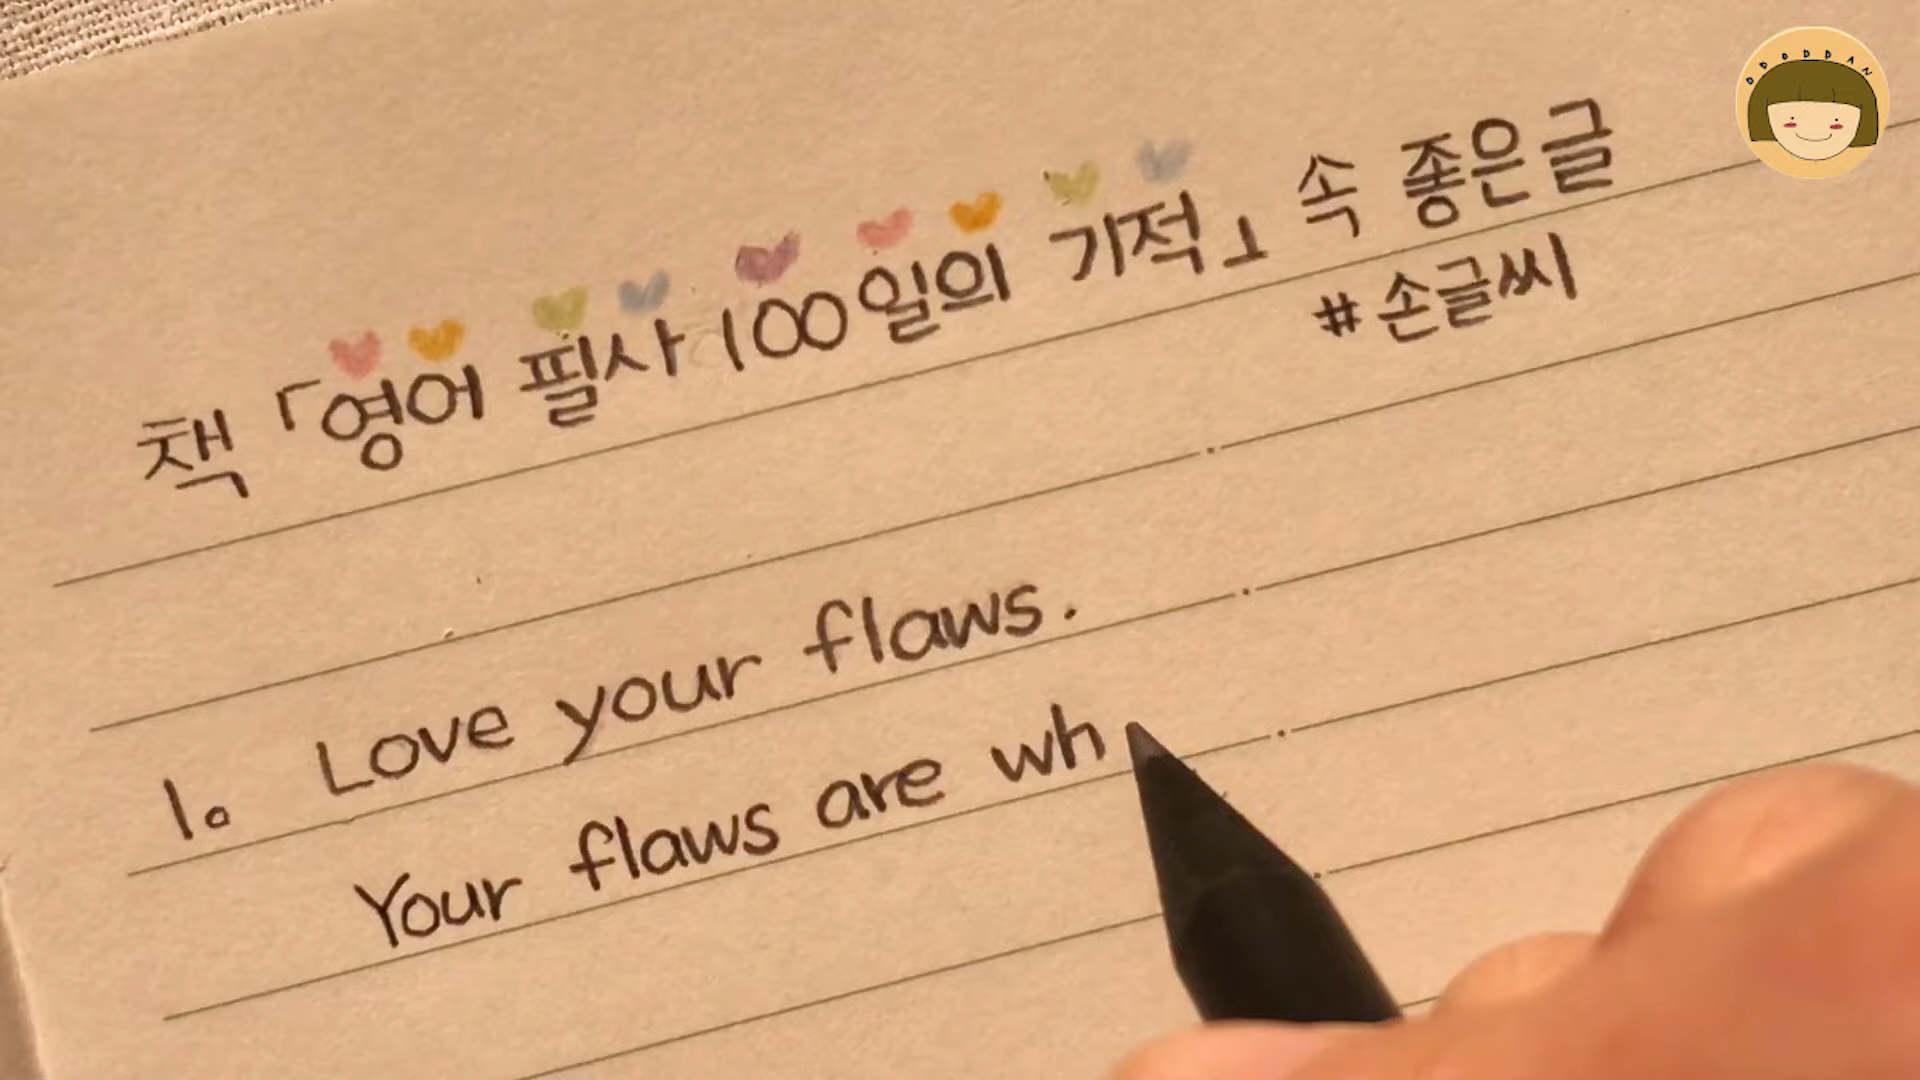 DDODDAN
책 「영어 필사 100일의 기적」 속 좋은글
#손글씨
1. Love your flaws.
Your flaws are wh